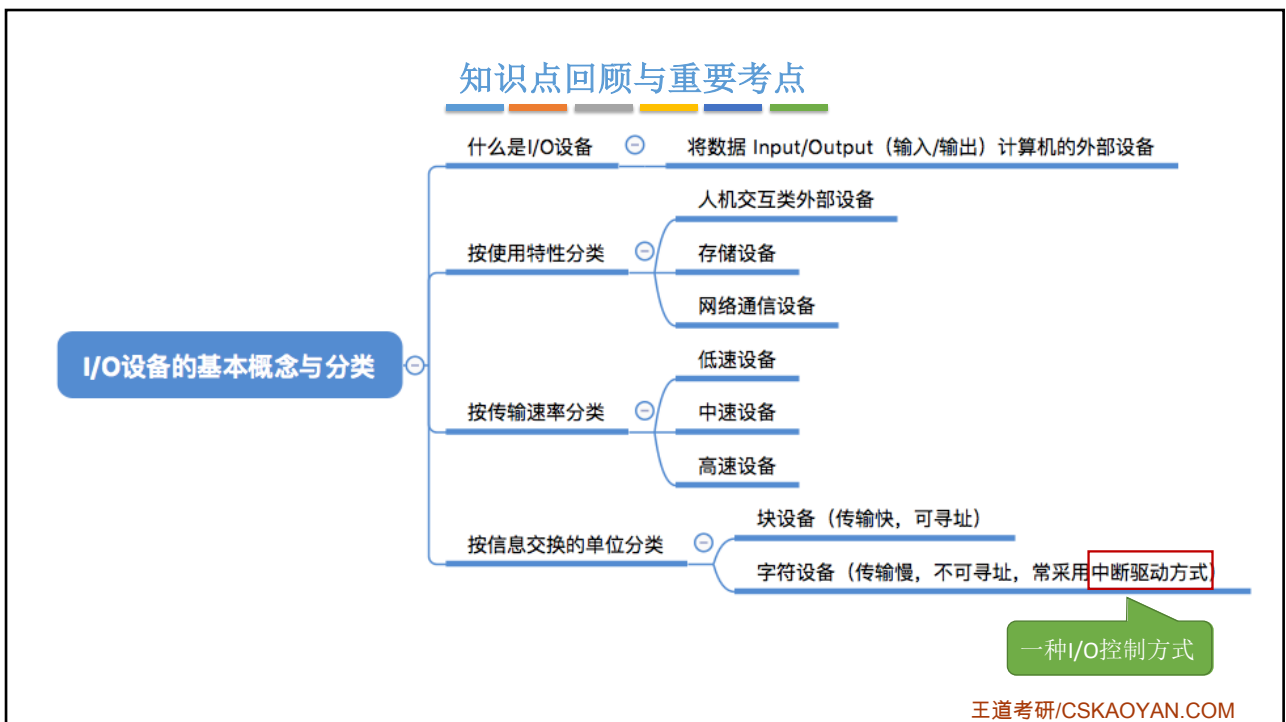 知识点回顾与重要考点
什么是I/O设备
将数据 Input/Output（输入/输出）计算机的外部设备
按使用特性分类
人机交互类外部设备
存储设备
网络通信设备
I/O设备的基本概念与分类
按传输速率分类
低速设备
中速设备
高速设备
按信息交换的单位分类
块设备（传输快，可寻址）
字符设备（传输慢，不可寻址，常采用中断驱动方式）
一种I/O控制方式
王道考研/CSKAOYAN.COM